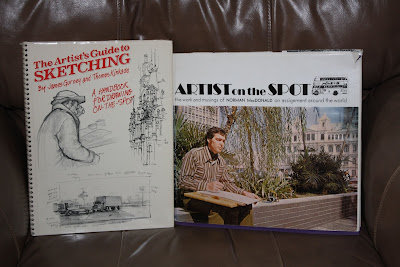 The Artist's Guide to
SKETCHING
By James Gurney and Thomas Kinkade
A HANDBOOK
FOR DRAWING
ON-THE-SPOT
ARTIST on the SPOT
the work and musings of NORMAN MacDONALD on assignment around the world